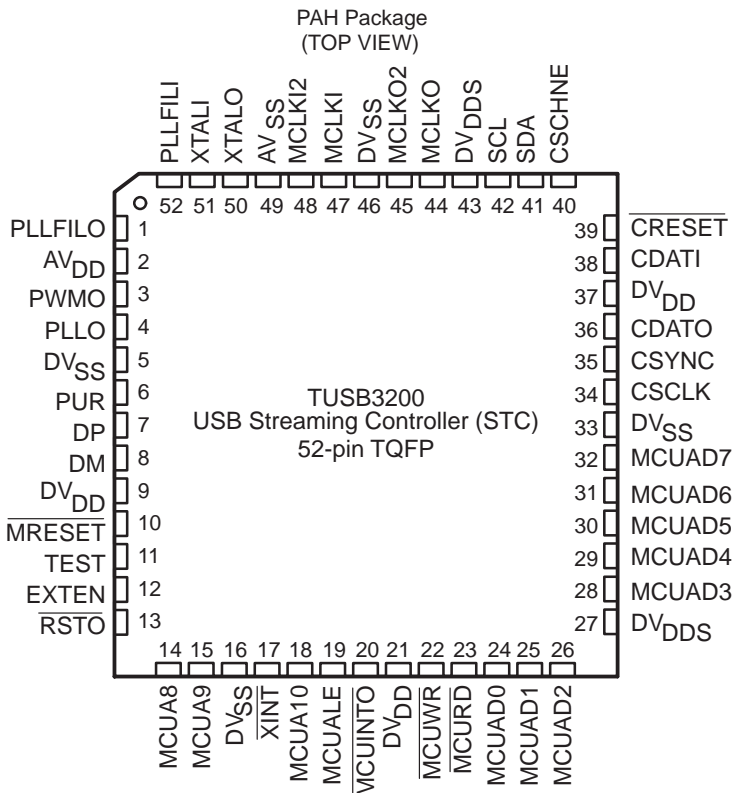 PAH Package
(TOP VIEW)
PLLFILI
XTALI
XTALO
AVSS
MCLKI2
MCLKI
DVSS
MCLKO2
MCLKO
DVDDS
SCL
SDA
CSCHNE
52 51 50 49 48 47 46 45 44 43 42 41 40
PLLFILO 1
AVDD 2
PWMO 3
PLLO 4
DVSS 5
PUR 6
DP 7
DM 8
DVDD 9
MRESET 10
TEST 11
EXTEN 12
RSTO 13
TUSB3200
USB Streaming Controller (STC)
52-pin TQFP
39 CRESET
38 CDATI
37 DVDD
36 CDATO
35 CSYNC
34 CSCLK
33 DVSS
32 MCUAD7
31 MCUAD6
30 MCUAD5
29 MCUAD4
28 MCUAD3
27 DVDDS
14 15 16 17 18 19 20 21 22 23 24 25 26
MCUA8
MCUA9
DVSS
XINT
MCUA10
MCUALE
MCUINTO
DVDD
MCUWR
MCURD
MCUAD0
MCUAD1
MCUAD2